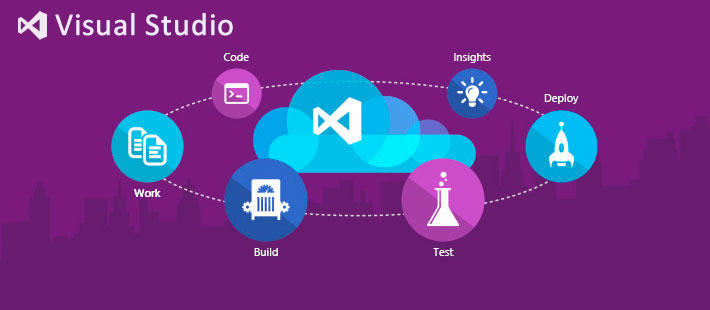 Visual Studio
Code
Insights
Deploy
Work
Build
Test